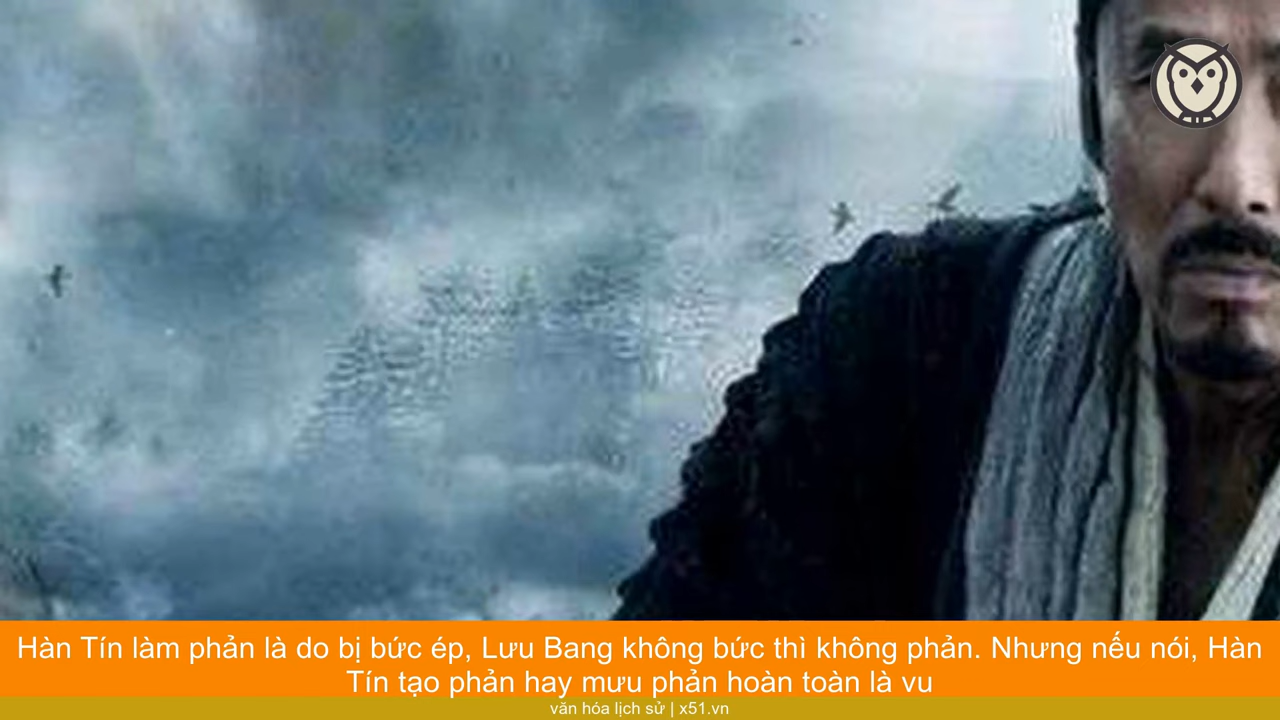 Hàn Tín làm phản là do bị bức ép, Lưu Bang không bức thì không phản. Nhưng nếu nói, Hàn
Tín tạo phản hay mưu phản hoàn toàn là vu
văn hóa lịch sử | x51.vn